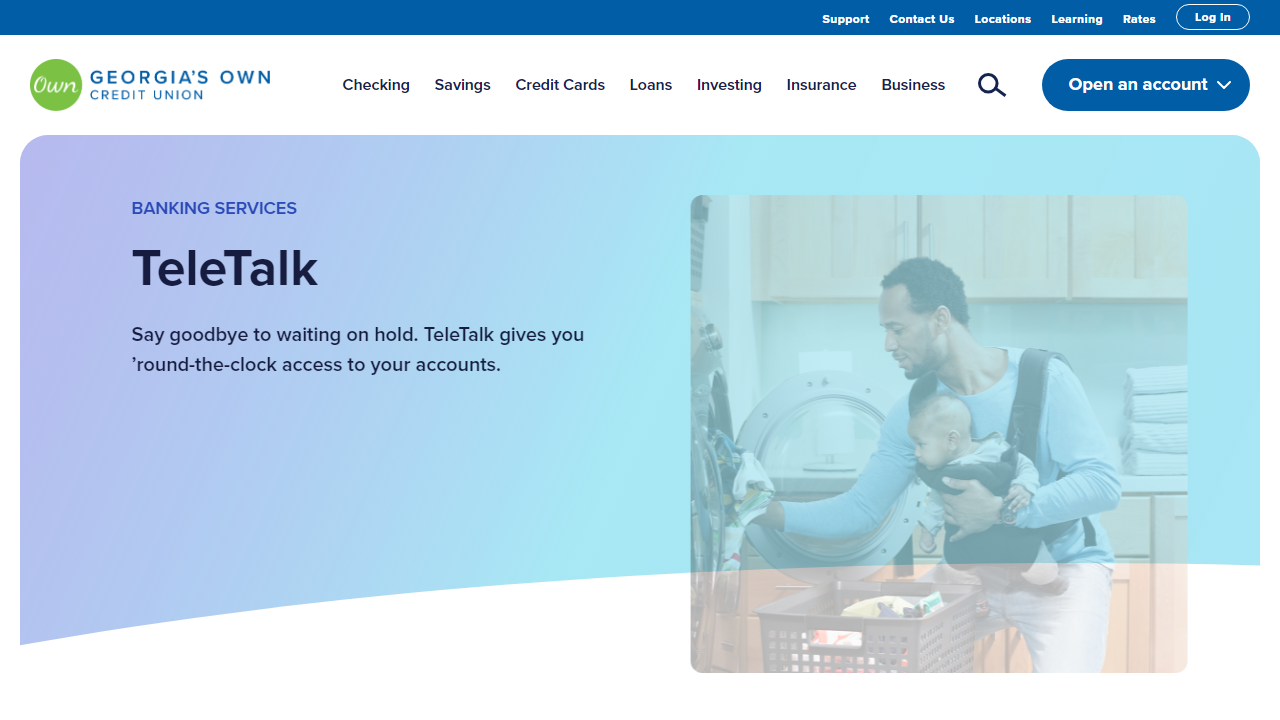 Support Contact Us Locations Learning Rates Log In
Own GEORGIA'S OWN
CREDIT UNION
Checking Savings Credit Cards Loans Investing Insurance Business Open an account
BANKING SERVICES
TeleTalk
Say goodbye to waiting on hold. TeleTalk gives you
’round-the-clock access to your accounts.